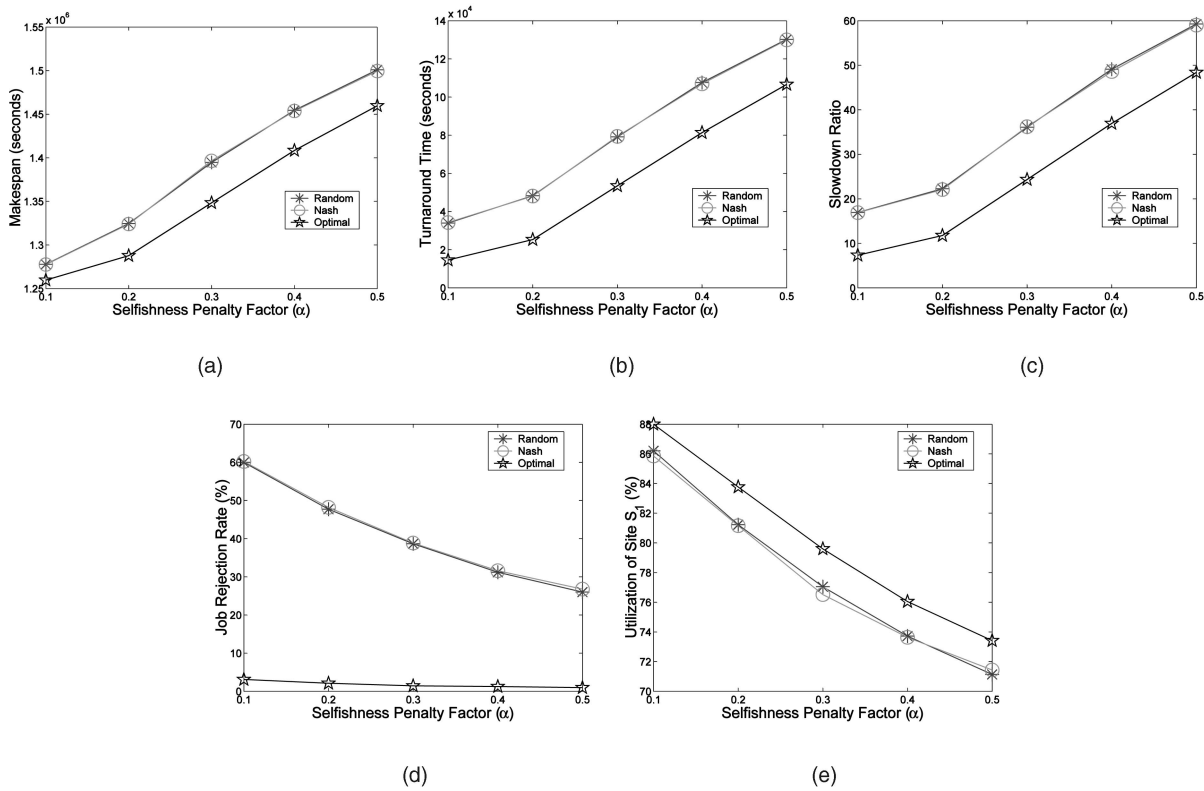 x 10⁶
1.55
1.5
1.45
1.4
1.35
1.3
1.25
Makespan (seconds)
Random
Nash
Optimal
0.1 0.2 0.3 0.4 0.5
Selfishness Penalty Factor (α)
(a)
x 10⁴
14
12
10
8
6
4
2
0
Turnaround Time (seconds)
Random
Nash
Optimal
0.1 0.2 0.3 0.4 0.5
Selfishness Penalty Factor (α)
(b)
60
50
40
30
20
10
0
Slowdown Ratio
Random
Nash
Optimal
0.1 0.2 0.3 0.4 0.5
Selfishness Penalty Factor (α)
(c)
70
60
50
40
30
20
10
0
Job Rejection Rate (%)
Random
Nash
Optimal
0.1 0.2 0.3 0.4 0.5
Selfishness Penalty Factor (α)
(d)
88
86
84
82
80
78
76
74
72
70
Utilization of Site S₁ (%)
Random
Nash
Optimal
0.1 0.2 0.3 0.4 0.5
Selfishness Penalty Factor (α)
(e)